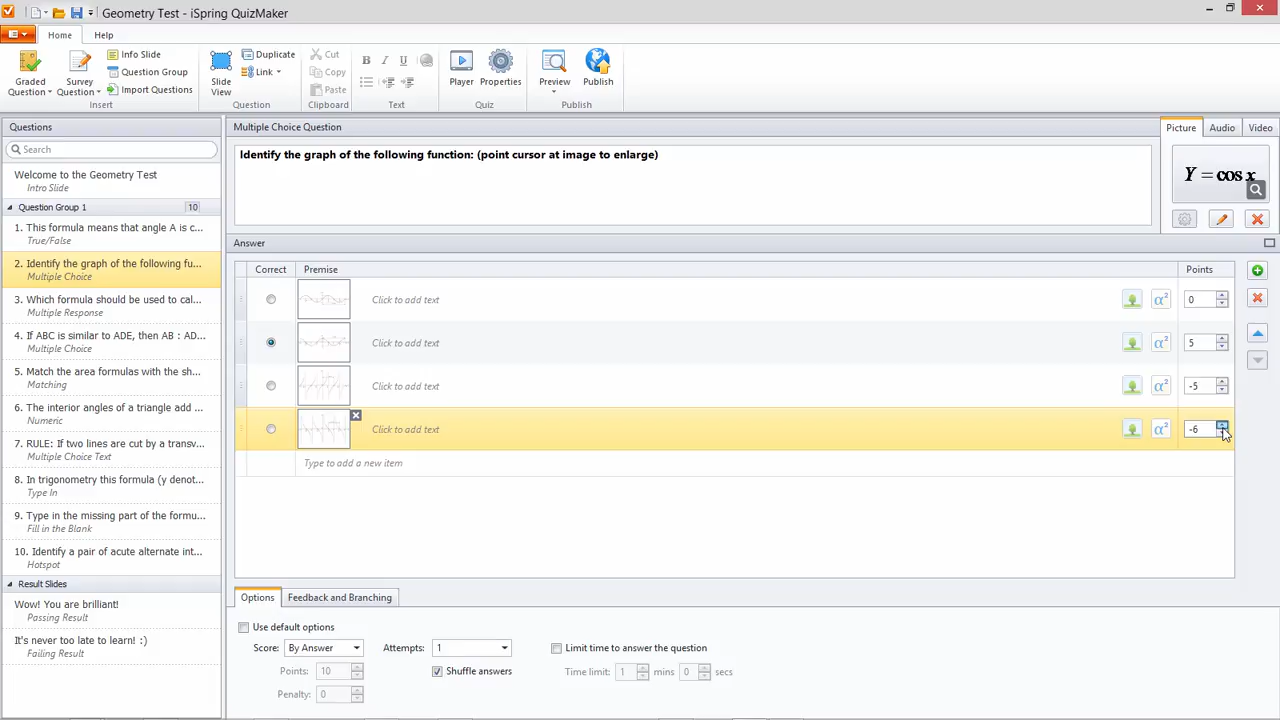 Geometry Test - iSpring QuizMaker
Home Help
Graded Question
Survey Question
Info Slide
Question Group
Import Questions
Insert
Slide View
Duplicate
Link
Question
Cut
Copy
Paste
Clipboard
B I U
Text
Player
Properties
Quiz
Preview
Publish
Publish
Questions
Search
Welcome to the Geometry Test
Intro Slide
Question Group 1 10
1. This formula means that angle A is c...
True/False
2. Identify the graph of the following fu...
Multiple Choice
3. Which formula should be used to cal...
Multiple Response
4. If ABC is similar to ADE, then AB : AD...
Multiple Choice
5. Match the area formulas with the sh...
Matching
6. The interior angles of a triangle add ...
Numeric
7. RULE: If two lines are cut by a transv...
Multiple Choice Text
8. In trigonometry this formula (y denot...
Type In
9. Type in the missing part of the formu...
Fill in the Blank
10. Identify a pair of acute alternate int...
Hotspot
Result Slides
Wow! You are brilliant!
Passing Result
It's never too late to learn! :)
Failing Result
Multiple Choice Question
Identify the graph of the following function: (point cursor at image to enlarge)
Picture Audio Video
Y = cos x
Answer
Correct Premise Points
Click to add text α² 0
Click to add text α² 5
Click to add text α² -5
Click to add text α² -6
Type to add a new item
Options Feedback and Branching
Use default options
Score: By Answer Attempts: 1 Limit time to answer the question
Points: 10 Shuffle answers Time limit: 1 mins 0 secs
Penalty: 0